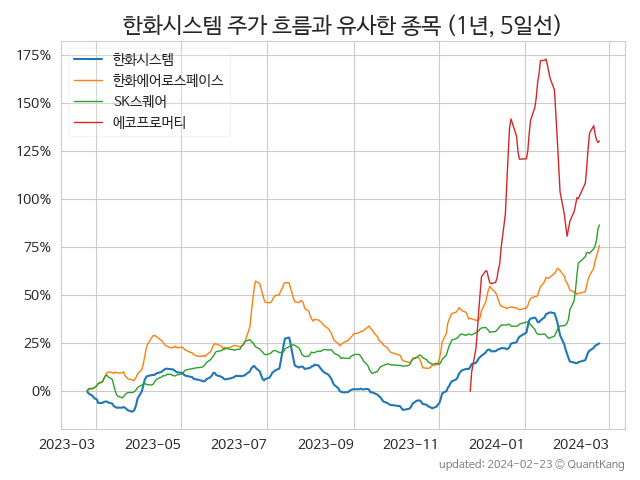 한화시스템 주가 흐름과 유사한 종목 (1년, 5일선)
175%
150%
125%
100%
75%
50%
25%
0%
한화시스템
한화에어로스페이스
SK스퀘어
에코프로머티
2023-03
2023-05
2023-07
2023-09
2023-11
2024-01
2024-03
updated: 2024-02-23 © QuantKang